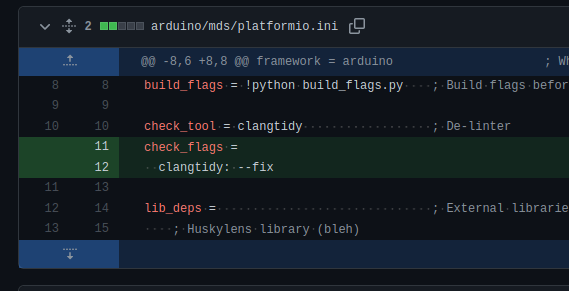 2 arduino/mds/platformio.ini
@@ -8,6 +8,8 @@ framework = arduino ; Wh
8 8 build_flags = !python build_flags.py ····; Build flags befor
9 9
10 10 check_tool = clangtidy··················; De-linter
11 check_flags =
12 ··clangtidy: --fix
11 13
12 14 lib_deps =······························; External librarie
13 15 ····; Huskylens library (bleh)